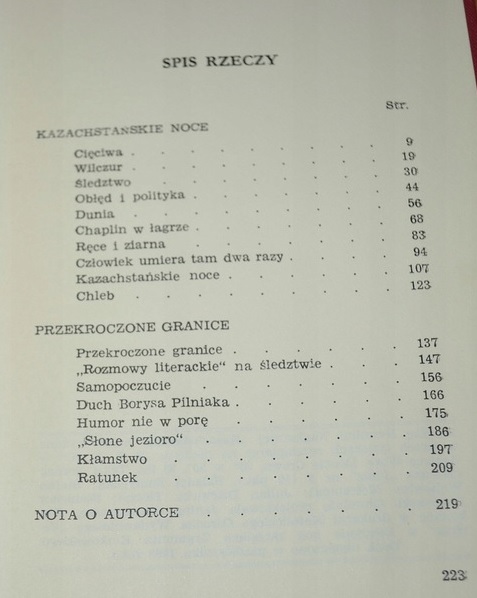 SPIS RZECZY
Str.
KAZACHSTAŃSKIE NOCE
Cięciwa . . . . . . . . . 9
Wilczur . . . . . . . . . 19
Śledztwo . . . . . . . . 30
Obłęd i polityka . . . . . . . 44
Dunia . . . . . . . . . 56
Chaplin w łagrze . . . . . . . 68
Ręce i ziarna . . . . . . . 83
Człowiek umiera tam dwa razy . . . . 94
Kazachstańskie noce . . . . . . 107
Chleb . . . . . . . . . 123
PRZEKROCZONE GRANICE
Przekroczone granice . . . . . . 137
„Rozmowy literackie" na śledztwie . . . 147
Samopoczucie . . . . . . . 156
Duch Borysa Pilniaka . . . . . . 166
Humor nie w porę . . . . . . 175
„Słone jezioro" . . . . . . . 186
Kłamstwo . . . . . . . . 197
Ratunek . . . . . . . . 209
NOTA O AUTORCE . . . . . . . 219
223